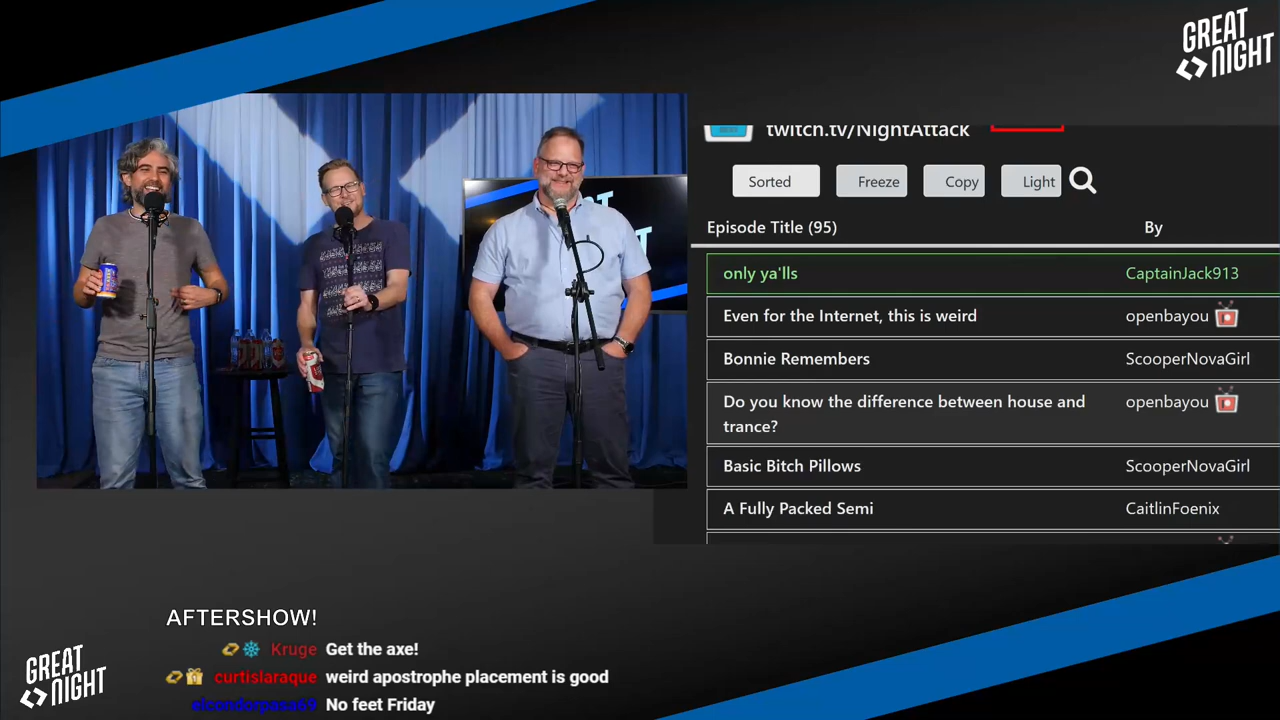 GREAT
NIGHT
twitch.tv/NightAttack
Sorted Freeze Copy Light
Episode Title (95) By
only ya'lls CaptainJack913
Even for the Internet, this is weird openbayou
Bonnie Remembers ScooperNovaGirl
Do you know the difference between house and openbayou
trance?
Basic Bitch Pillows ScooperNovaGirl
A Fully Packed Semi CaitlinFoenix
AFTERSHOW!
Kruge Get the axe!
curtislaraque weird apostrophe placement is good
elcondorpasa69 No feet Friday
GREAT
NIGHT